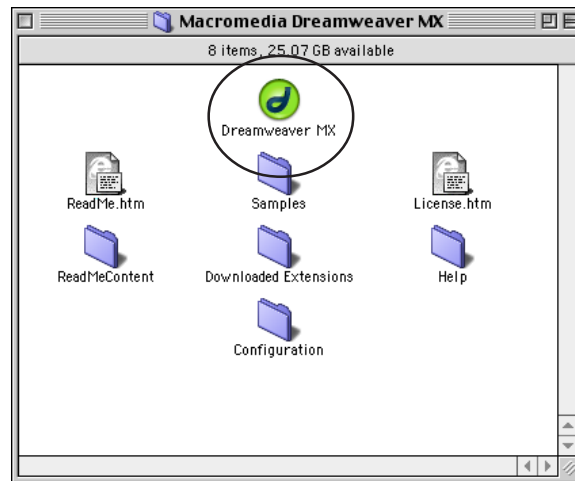 Macromedia Dreamweaver MX
8 items, 25.07 GB available
Dreamweaver MX
ReadMe.htm
Samples
License.htm
ReadMeContent
Downloaded Extensions
Help
Configuration